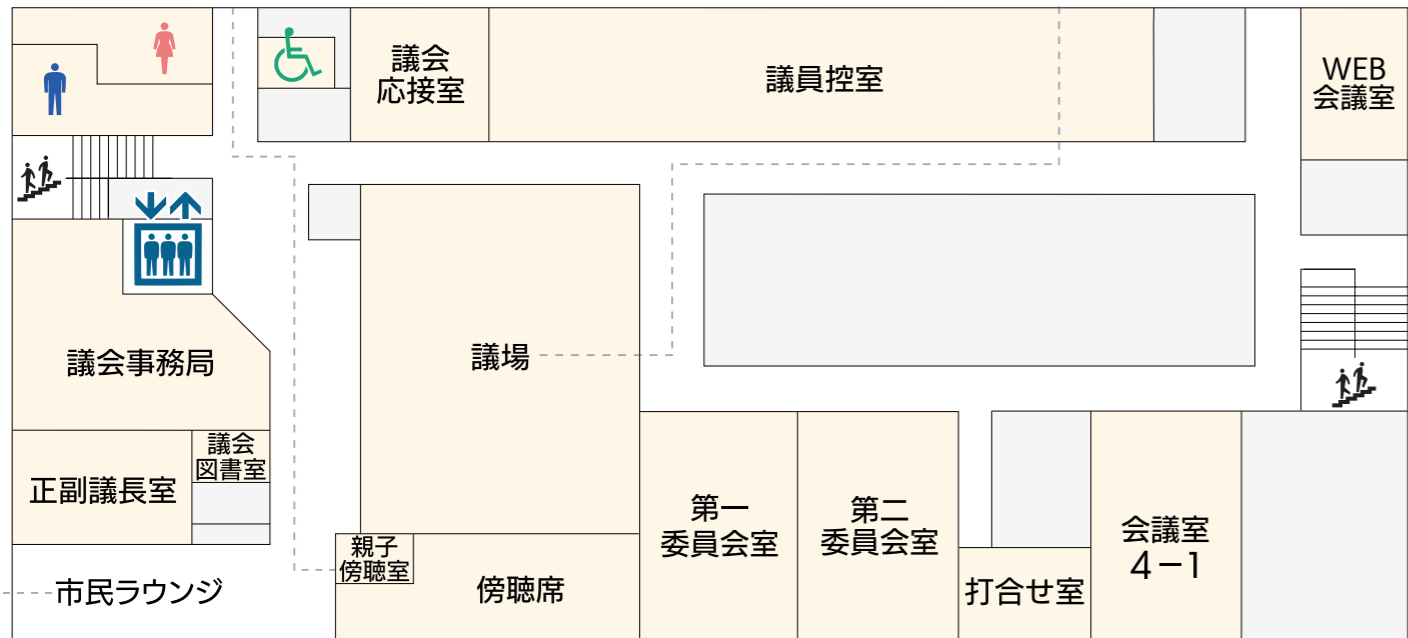 議会
応接室
議員控室
WEB
会議室
議会事務局
議場
正副議長室
議会
図書室
第一
委員会室
第二
委員会室
会議室
4−1
親子
傍聴室
傍聴席
打合せ室
市民ラウンジ